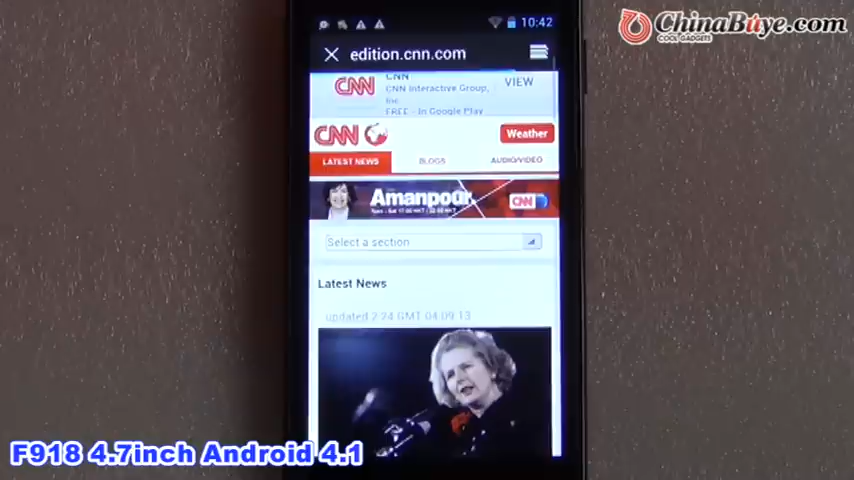 10:42
ChinaBuye.com
COOL GADGETS
edition.cnn.com
CNN
CNN
CNN Interactive Group,
Inc
FREE - In Google Play
VIEW
CNN
Weather
LATEST NEWS
BLOGS
AUDIO/VIDEO
Amanpour.
CNN
Select a section
Latest News
updated 2:24 GMT 04.09.13
F918 4.7inch Android 4.1